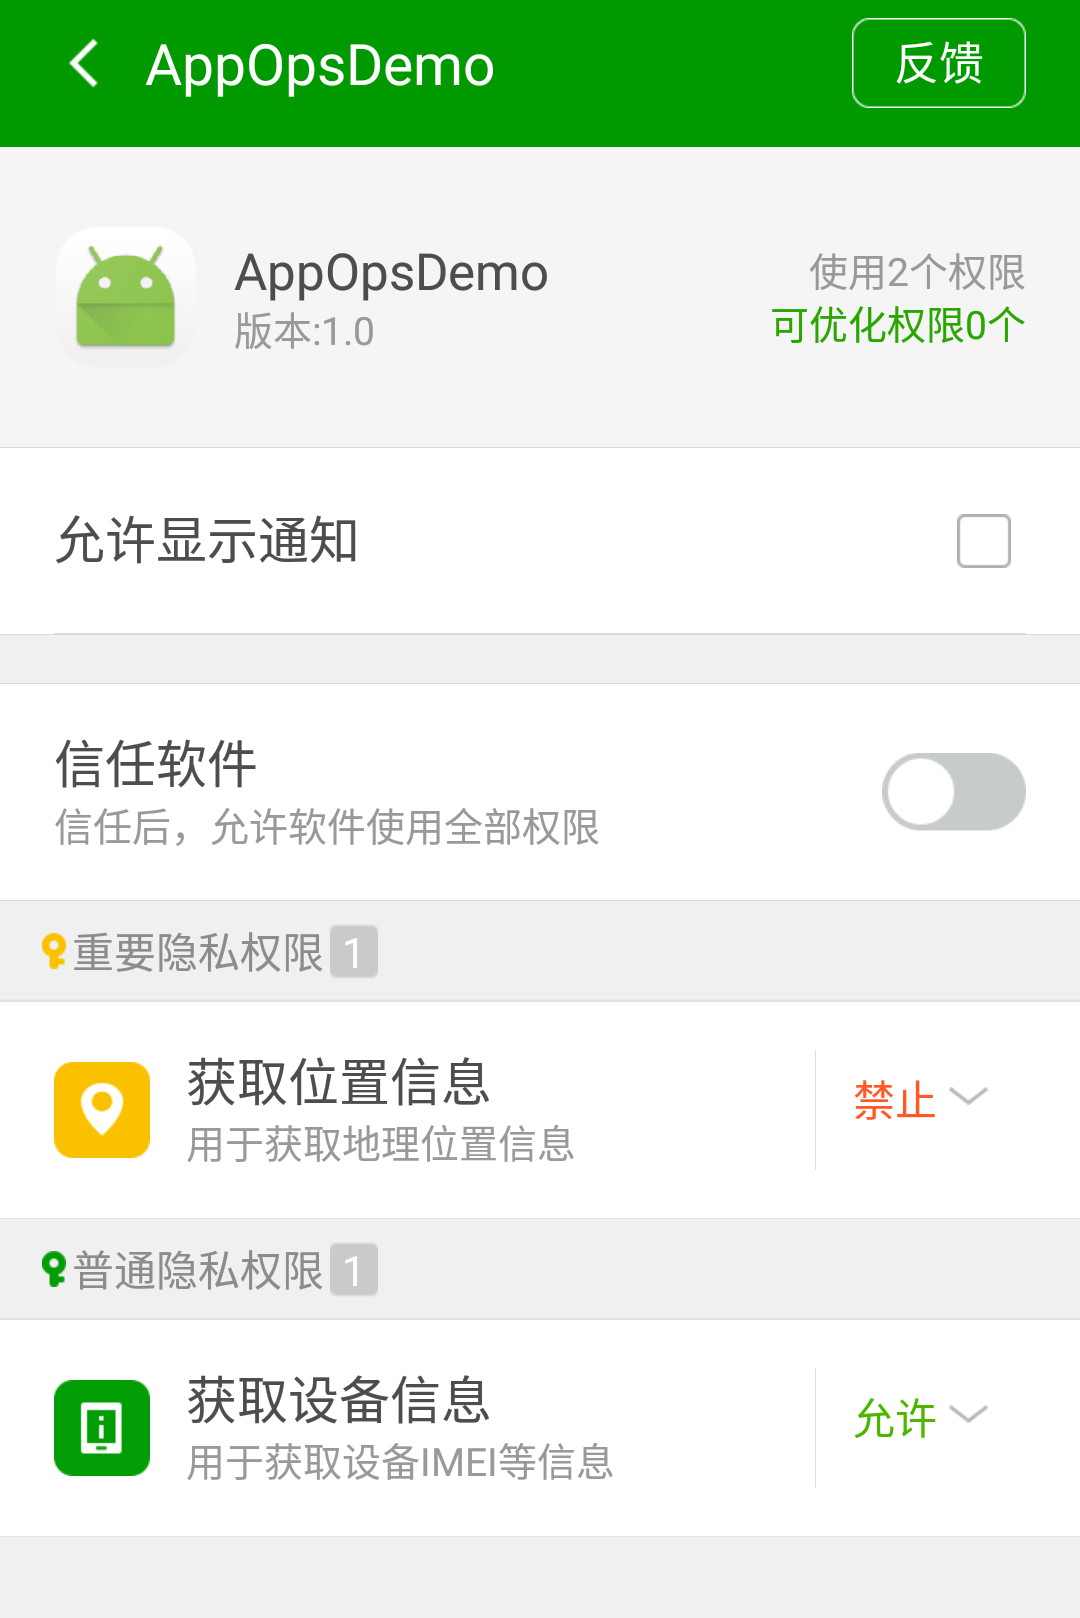 AppOpsDemo
反馈
AppOpsDemo
版本:1.0
使用2个权限
可优化权限0个
允许显示通知
信任软件
信任后，允许软件使用全部权限
重要隐私权限 1
获取位置信息
用于获取地理位置信息
禁止
普通隐私权限 1
获取设备信息
用于获取设备IMEI等信息
允许